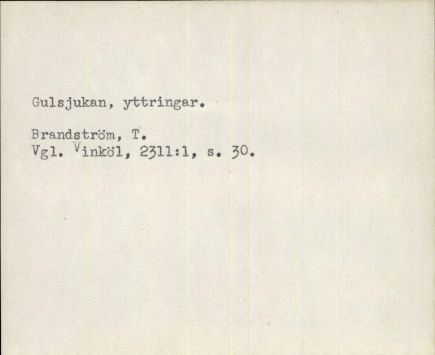 Gulsjukan, yttringar.
Brandström, T.
Vgl. Vinköl, 2311:1, s. 30.